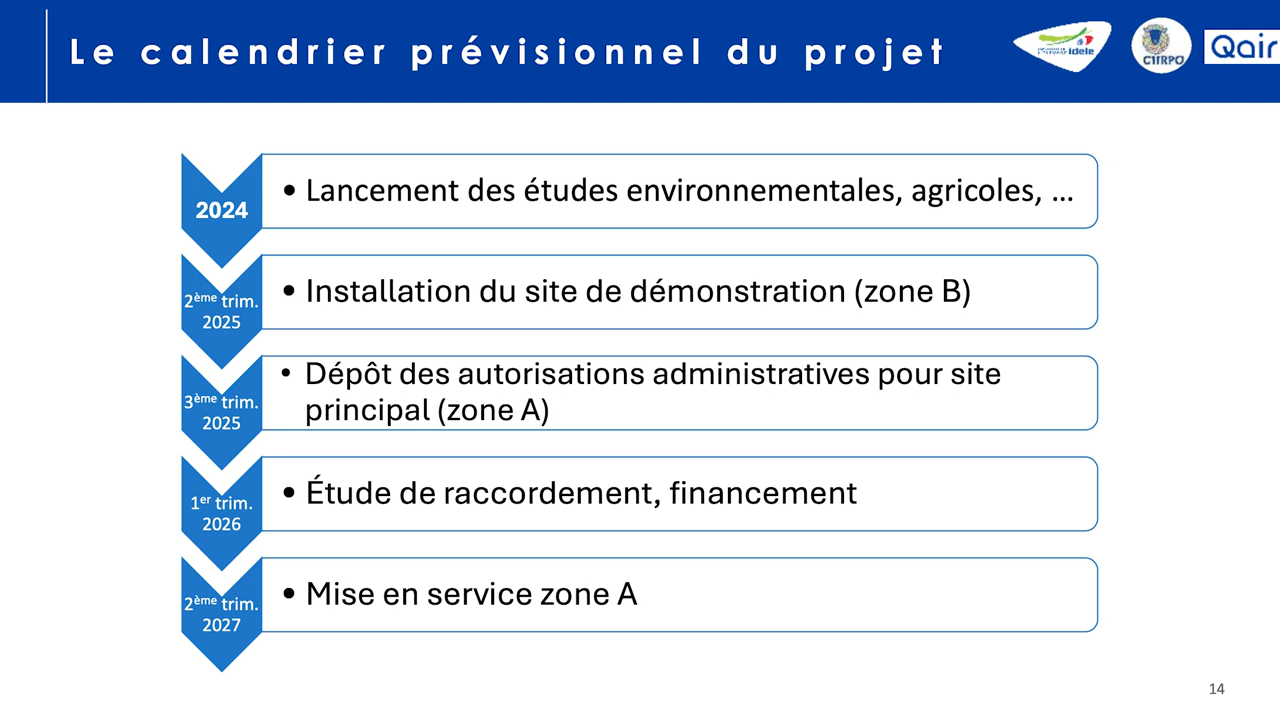 Le calendrier prévisionnel du projet
idele
CIIRPO
Qair
2024
• Lancement des études environnementales, agricoles, ...
2ème trim.
2025
• Installation du site de démonstration (zone B)
3ème trim.
2025
• Dépôt des autorisations administratives pour site
principal (zone A)
1er trim.
2026
• Étude de raccordement, financement
2ème trim.
2027
• Mise en service zone A
14